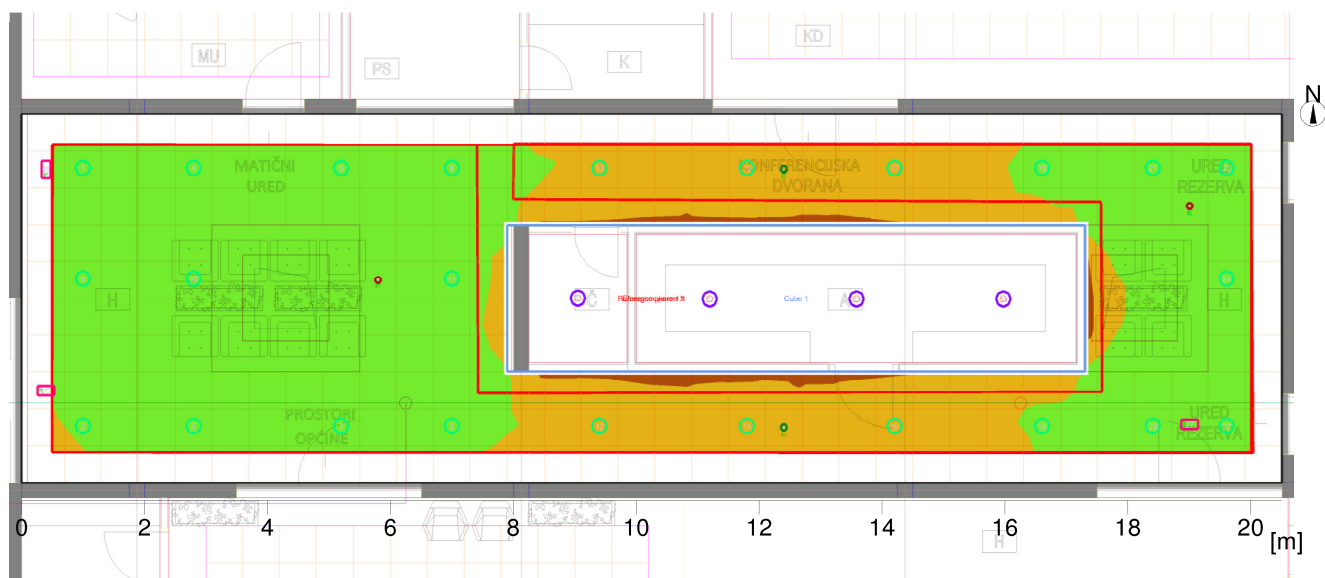 MU
PS
K
KD
N
MATIČNI
URED
KONFERENCIJSKA
DVORANA
URED
REZERVA
H
Č
Cube 1
A
H
PROSTORI
OPĆINE
URED
REZERVA
0 2 4 6 8 10 12 14 16 18 20 [m]
H